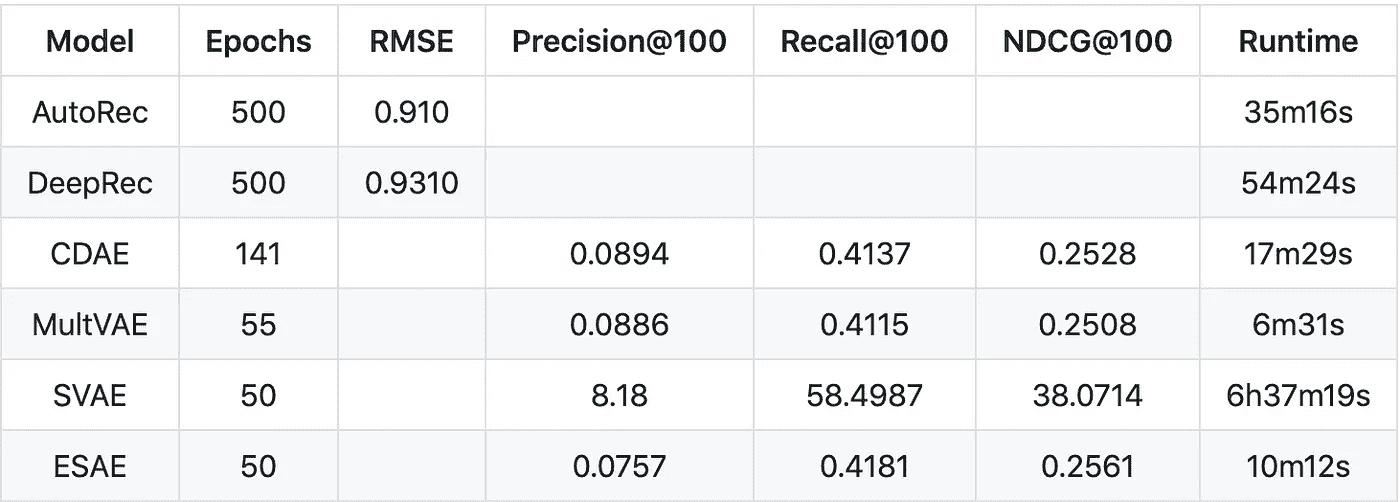 Model Epochs RMSE Precision@100 Recall@100 NDCG@100 Runtime
AutoRec 500 0.910 35m16s
DeepRec 500 0.9310 54m24s
CDAE 141 0.0894 0.4137 0.2528 17m29s
MultVAE 55 0.0886 0.4115 0.2508 6m31s
SVAE 50 8.18 58.4987 38.0714 6h37m19s
ESAE 50 0.0757 0.4181 0.2561 10m12s